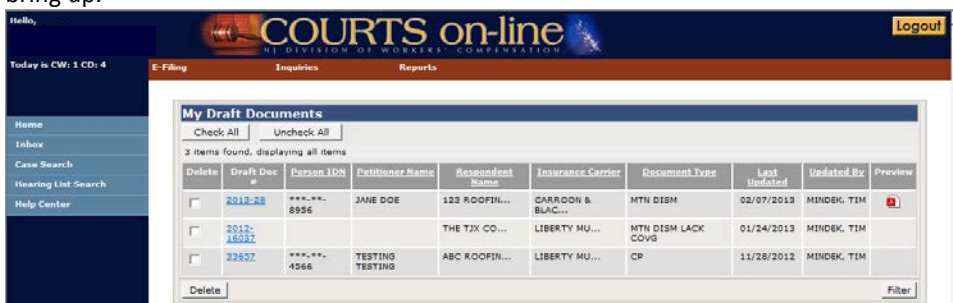 bring up.
Hello,
COURTS on-line
NJ DIVISION OF WORKERS' COMPENSATION
Logout
Today is CW: 1 CD: 4
E-Filing Inquiries Reports
Home
Inbox
Case Search
Hearing List Search
Help Center
My Draft Documents
Check All Uncheck All
3 items found, displaying all items
Delete Draft Doc # Person IDN Petitioner Name Respondent Name Insurance Carrier Document Type Last Updated Updated By Preview
2013-28 ***-**-8956 JANE DOE 123 ROOFIN... CARROON & BLAC... MTN DISM 02/07/2013 MINDEK, TIM
2012-16037 THE TJX CO... LIBERTY MU... MTN DISM LACK COVG 01/24/2013 MINDEK, TIM
33657 ***-**-4566 TESTING TESTING ABC ROOFIN... LIBERTY MU... CP 11/28/2012 MINDEK, TIM
Delete Filter